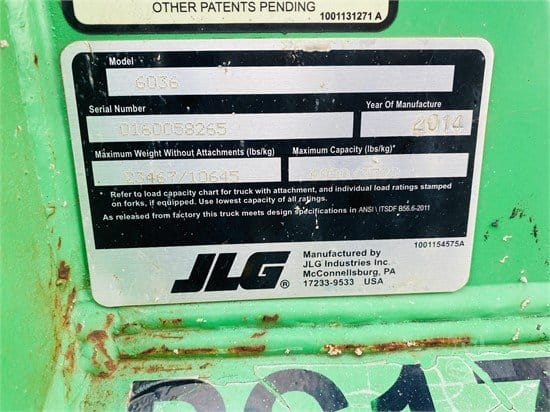 OTHER PATENTS PENDING
1001131271 A
Model
6036
Serial Number
Year Of Manufacture
0160058265
2014
Maximum Weight Without Attachments (lbs/kg)
Maximum Capacity (lbs/kg)*
23467/10645
* Refer to load capacity chart for truck with attachment, and individual load ratings stamped
on forks, if equipped. Use lowest capacity of all ratings.
As released from factory this truck meets design specifications in ANSI \ ITSDF B56.6-2011
1001154575A
JLG®
Manufactured by
JLG Industries Inc.
McConnellsburg, PA
17233-9533 USA